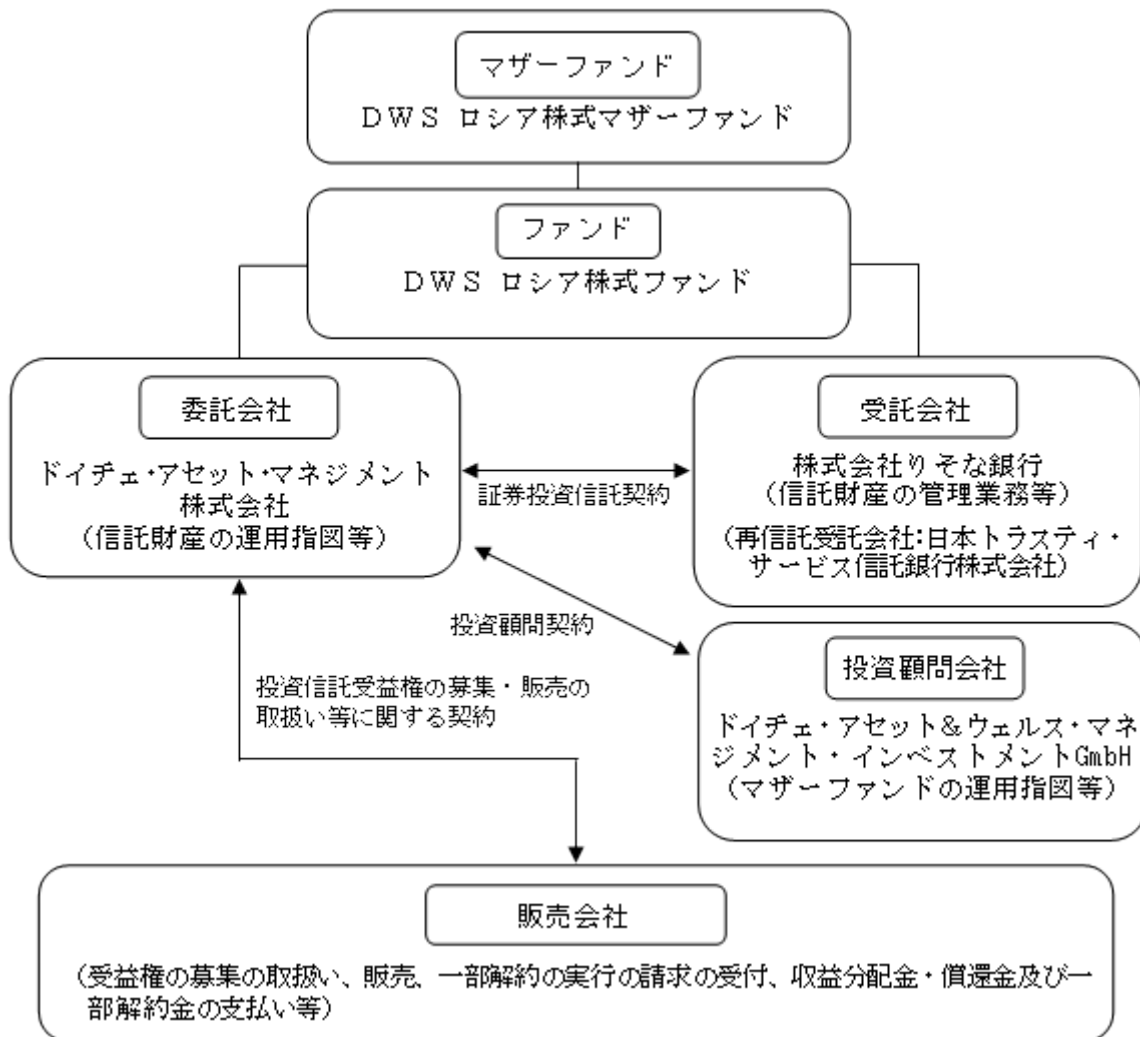 マザーファンド
DWS ロシア株式マザーファンド
ファンド
DWS ロシア株式ファンド
委託会社
ドイチェ・アセット・マネジメント
株式会社
(信託財産の運用指図等)
証券投資信託契約
受託会社
株式会社りそな銀行
(信託財産の管理業務等)
(再信託受託会社:日本トラスティ・
サービス信託銀行株式会社)
投資顧問契約
投資顧問会社
ドイチェ・アセット&ウェルス・マネ
ジメント・インベストメントGmbH
(マザーファンドの運用指図等)
投資信託受益権の募集・販売の
取扱い等に関する契約
販売会社
(受益権の募集の取扱い、販売、一部解約の実行の請求の受付、収益分配金・償還金及び一
部解約金の支払い等)